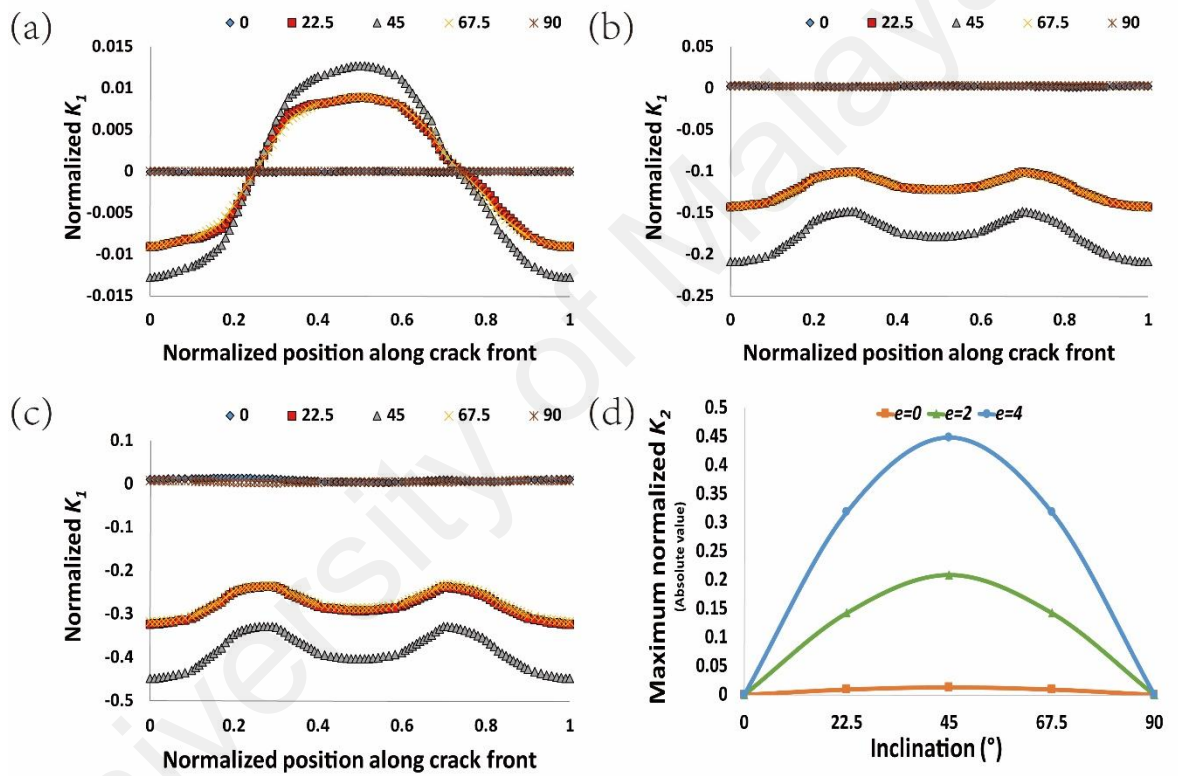 (a)
0 22.5 45 67.5 90
0.015
0.01
0.005
0
-0.005
-0.01
-0.015
Normalized K1
0 0.2 0.4 0.6 0.8 1
Normalized position along crack front
(b)
0 22.5 45 67.5 90
0.05
0
-0.05
-0.1
-0.15
-0.2
-0.25
Normalized K1
0 0.2 0.4 0.6 0.8 1
Normalized position along crack front
(c)
0 22.5 45 67.5 90
0.1
0
-0.1
-0.2
-0.3
-0.4
-0.5
Normalized K1
0 0.2 0.4 0.6 0.8 1
Normalized position along crack front
(d)
e=0 e=2 e=4
0.5
0.45
0.4
0.35
0.3
0.25
0.2
0.15
0.1
0.05
0
Maximum normalized K2
(Absolute value)
0 22.5 45 67.5 90
Inclination (°)
University of Malaya